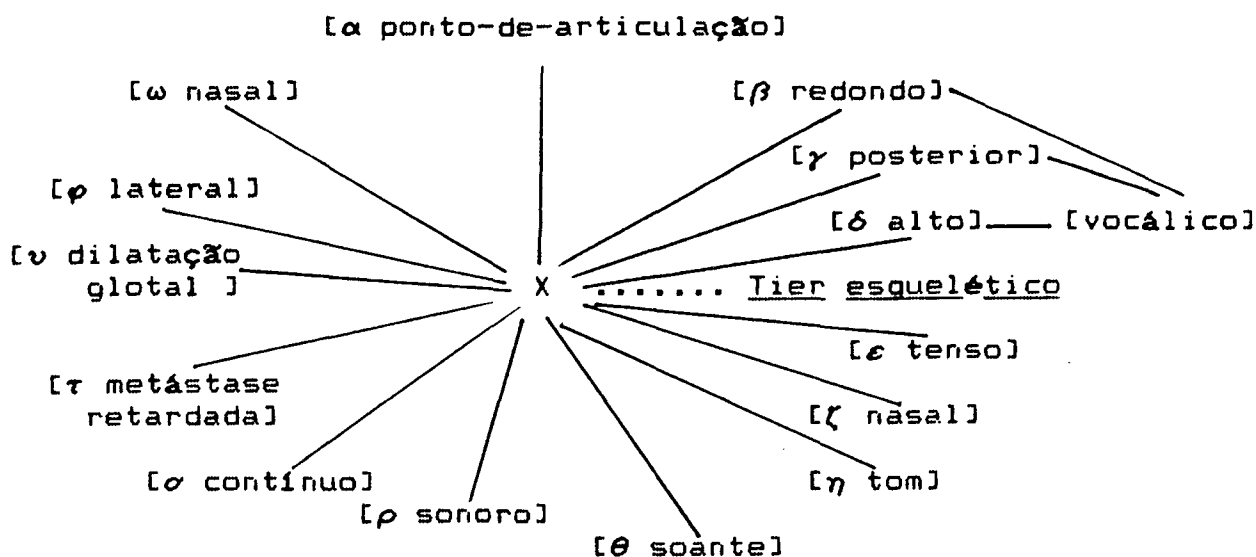 [α ponto-de-articulação]
[ω nasal]
[β redondo]
[γ posterior]
[φ lateral]
[δ alto]
[vocálico]
[υ dilatação
glotal ]
X ....... Tier esquelético
[ε tenso]
[τ metástase
retardada]
[ζ nasal]
[σ contínuo]
[η tom]
[ρ sonoro]
[θ soante]